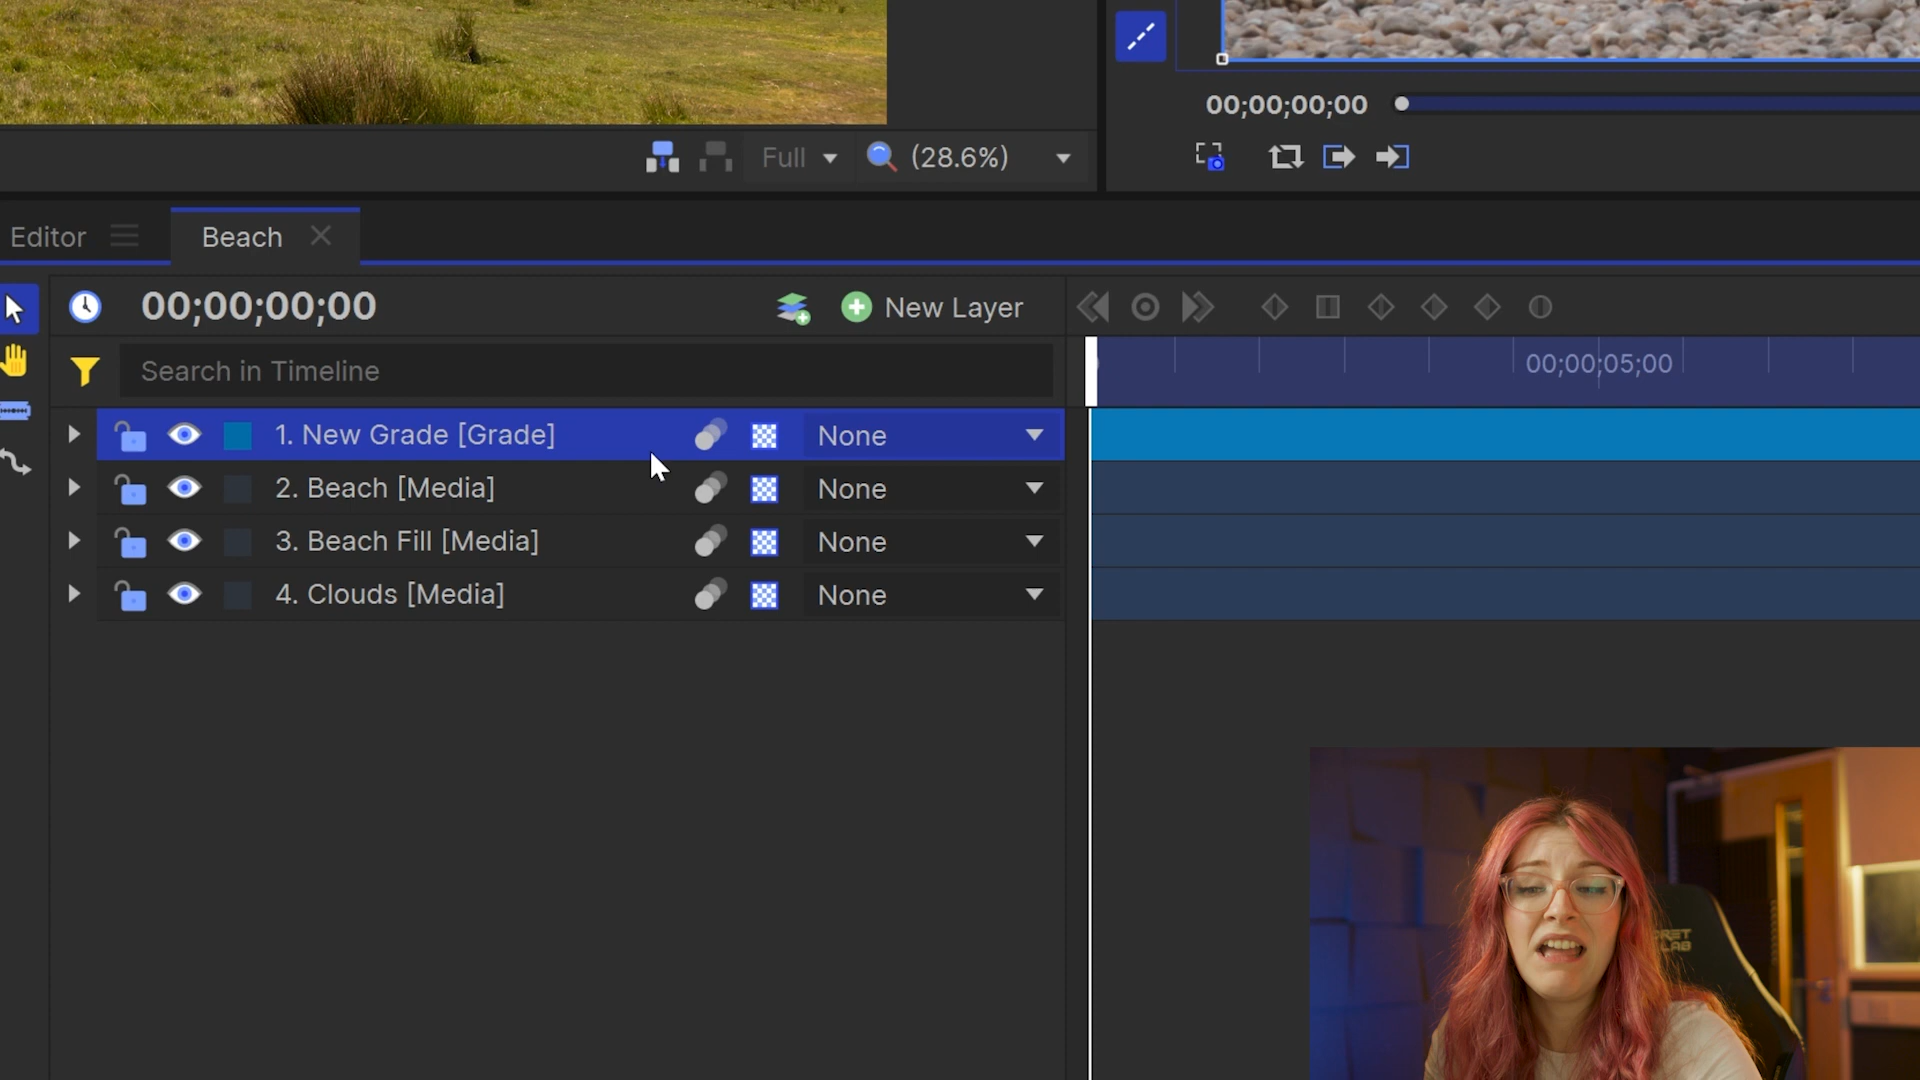 00;00;00;00
Full
(28.6%)
Editor
Beach
00;00;00;00
New Layer
Search in Timeline
00;00;05;00
1. New Grade [Grade]
None
2. Beach [Media]
None
3. Beach Fill [Media]
None
4. Clouds [Media]
None
LAB